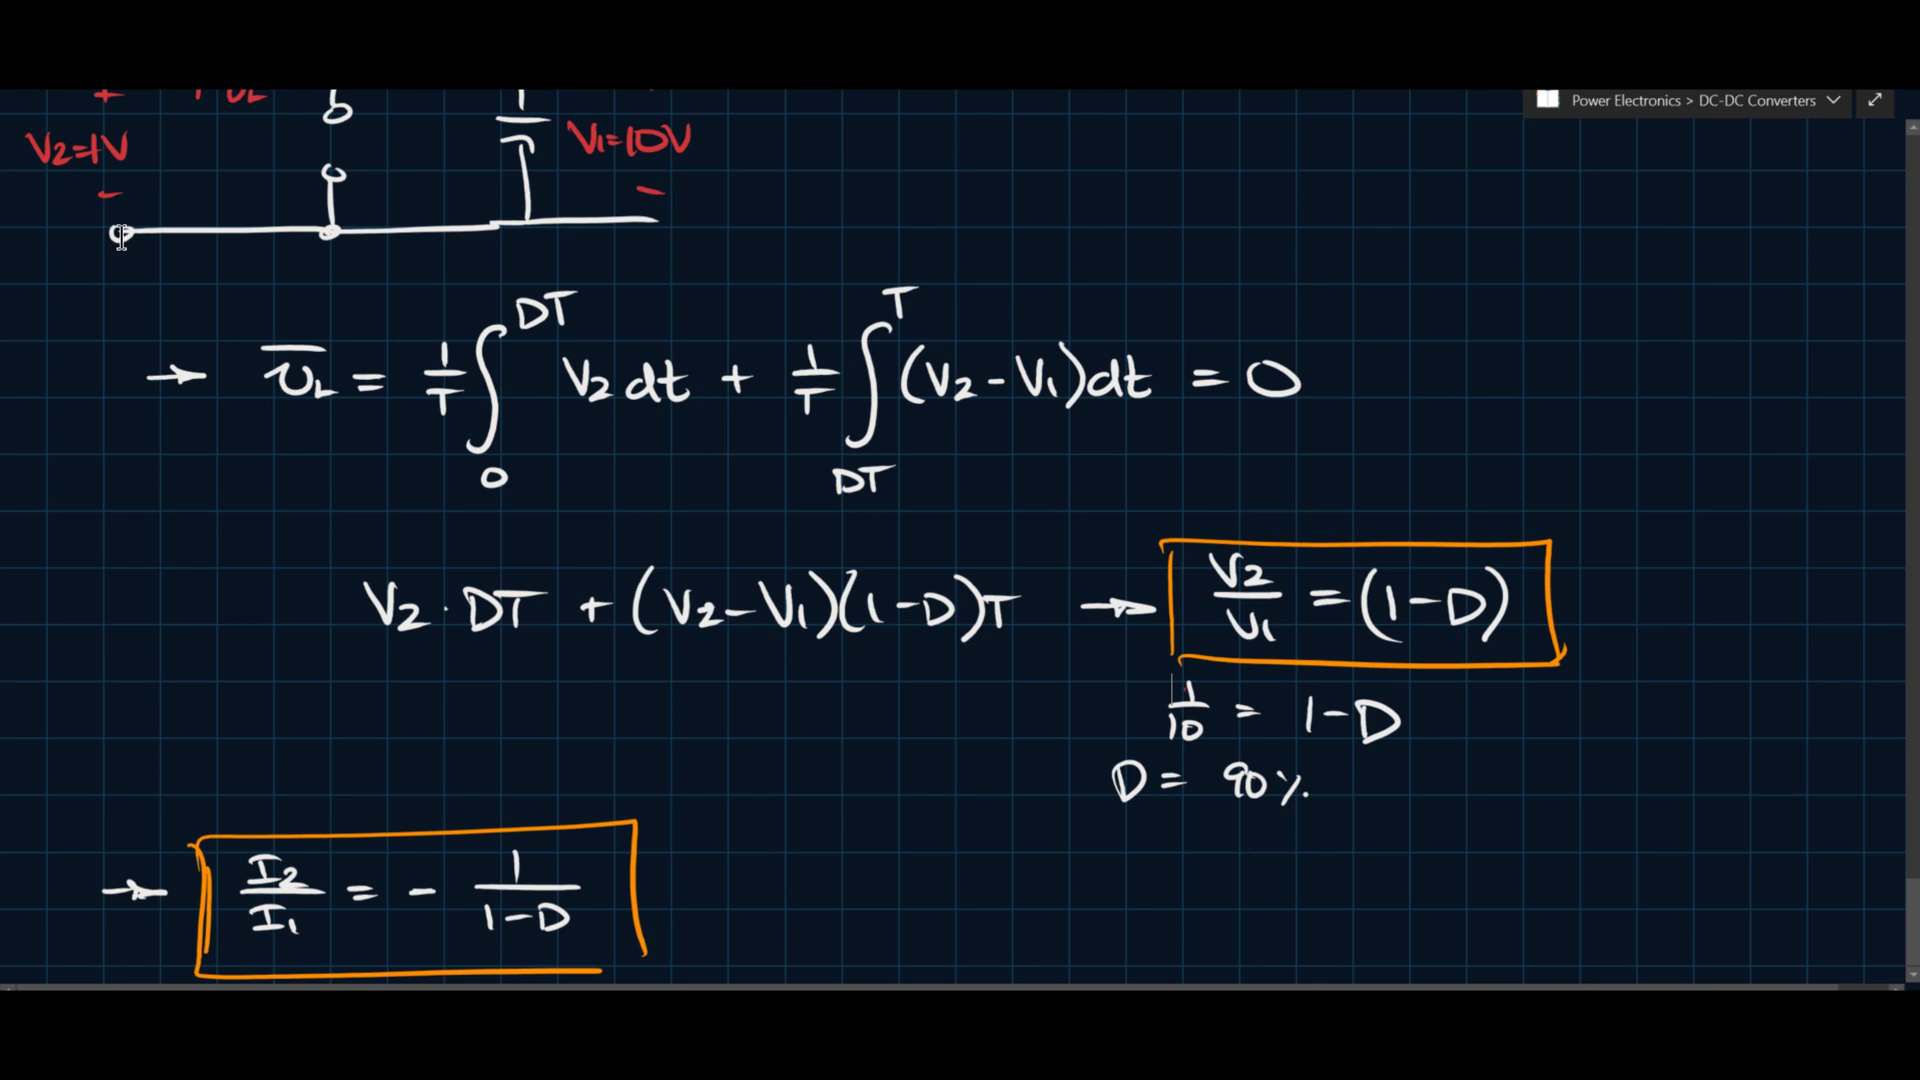 Power Electronics > DC-DC Converters
+ υL
V2=1V
V1=10V
-
-
→ υ̅L = 1/T ∫₀^DT V2 dt + 1/T ∫_DT^T (V2-V1)dt = 0
V2 · DT + (V2-V1)(1-D)T → V2/V1 = (1-D)
1/10 = 1-D
D = 90%.
→ I2/I1 = - 1/(1-D)